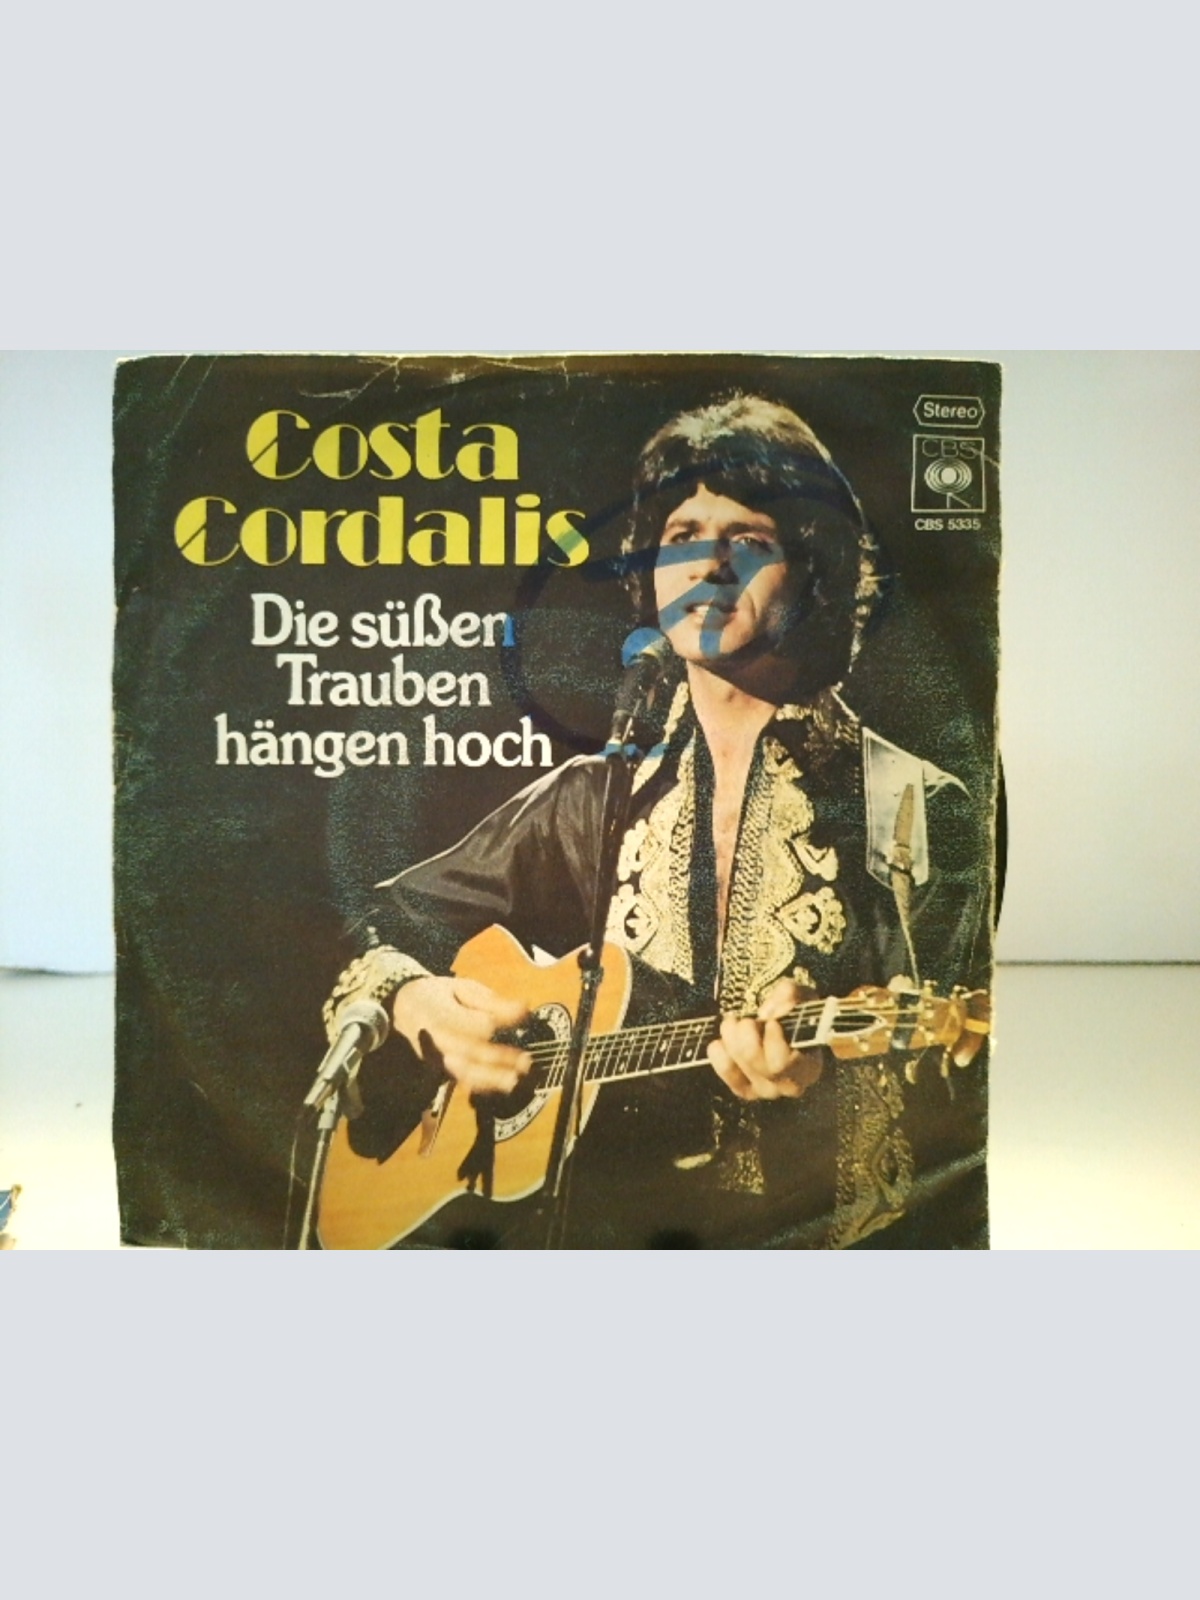 Costa
Cordalis
Die süßen
Trauben
hängen hoch
Stereo
CBS
CBS 5335